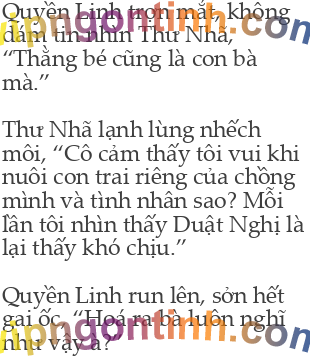 Quyền Linh trợn mắt, không
dám tin nhìn Thư Nhã,
“Thằng bé cũng là con bà
mà.”
Thư Nhã lạnh lùng nhếch
môi, “Cô cảm thấy tôi vui khi
nuôi con trai riêng của chồng
mình và tình nhân sao? Mỗi
lần tôi nhìn thấy Duật Nghị là
lại thấy khó chịu.”
Quyền Linh run lên, sởn hết
gai ốc, “Hoá ra bà luôn nghĩ
như vậy à?
vipngontinh.com
vipngontinh.com